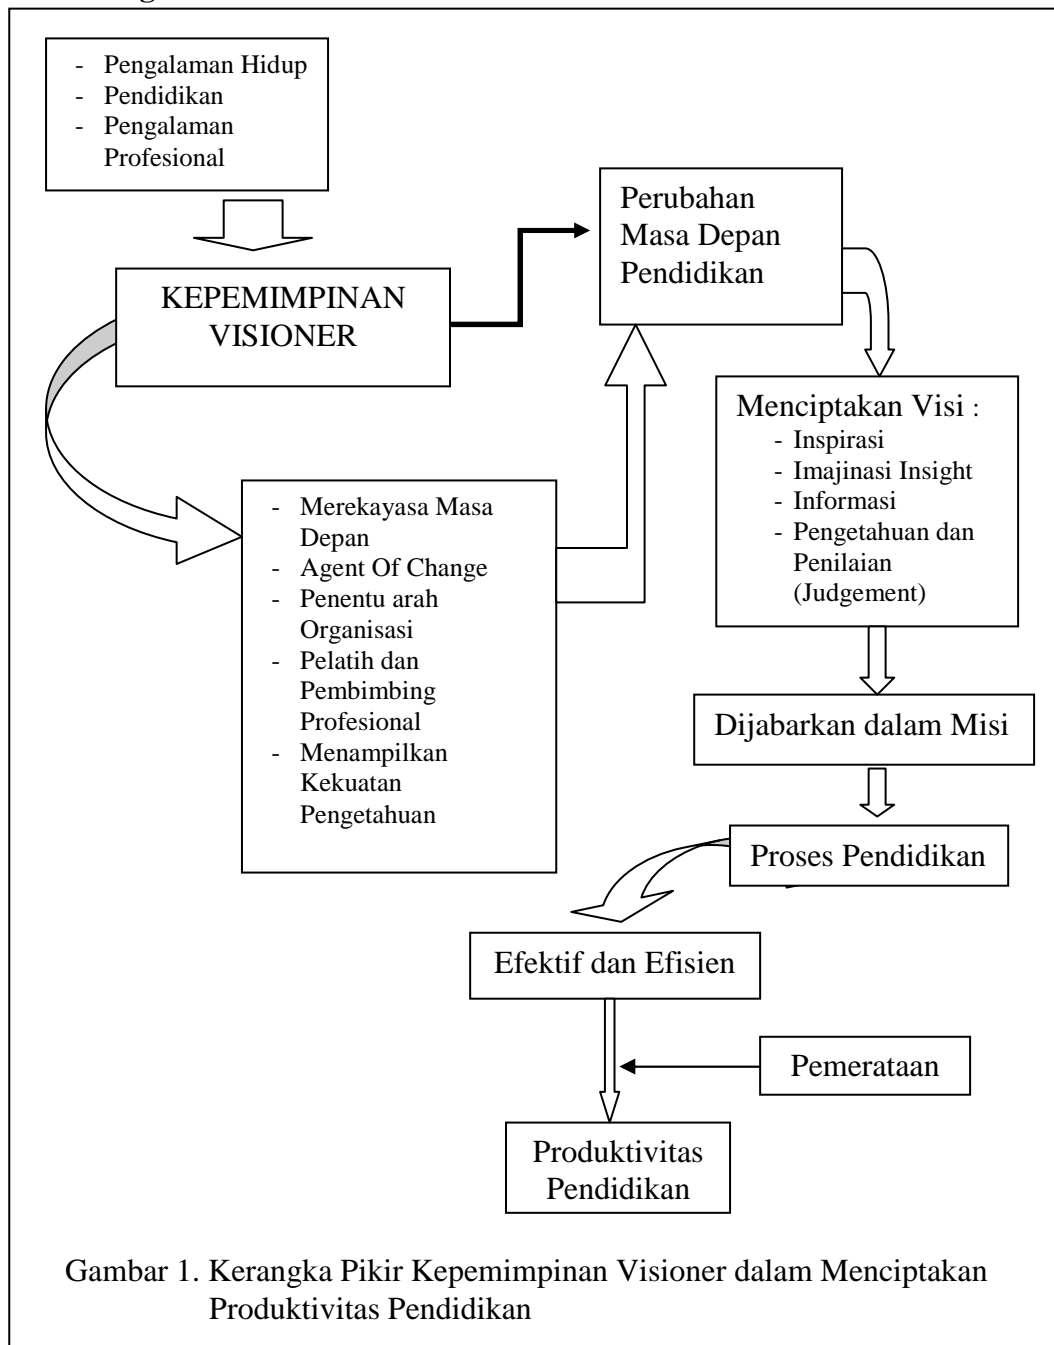 - Pengalaman Hidup
- Pendidikan
- Pengalaman
Profesional
KEPEMIMPINAN
VISIONER
Perubahan
Masa Depan
Pendidikan
- Merekayasa Masa
Depan
- Agent Of Change
- Penentu arah
Organisasi
- Pelatih dan
Pembimbing
Profesional
- Menampilkan
Kekuatan
Pengetahuan
Menciptakan Visi :
- Inspirasi
- Imajinasi Insight
- Informasi
- Pengetahuan dan
Penilaian
(Judgement)
Dijabarkan dalam Misi
Proses Pendidikan
Efektif dan Efisien
Pemerataan
Produktivitas
Pendidikan
Gambar 1. Kerangka Pikir Kepemimpinan Visioner dalam Menciptakan
Produktivitas Pendidikan